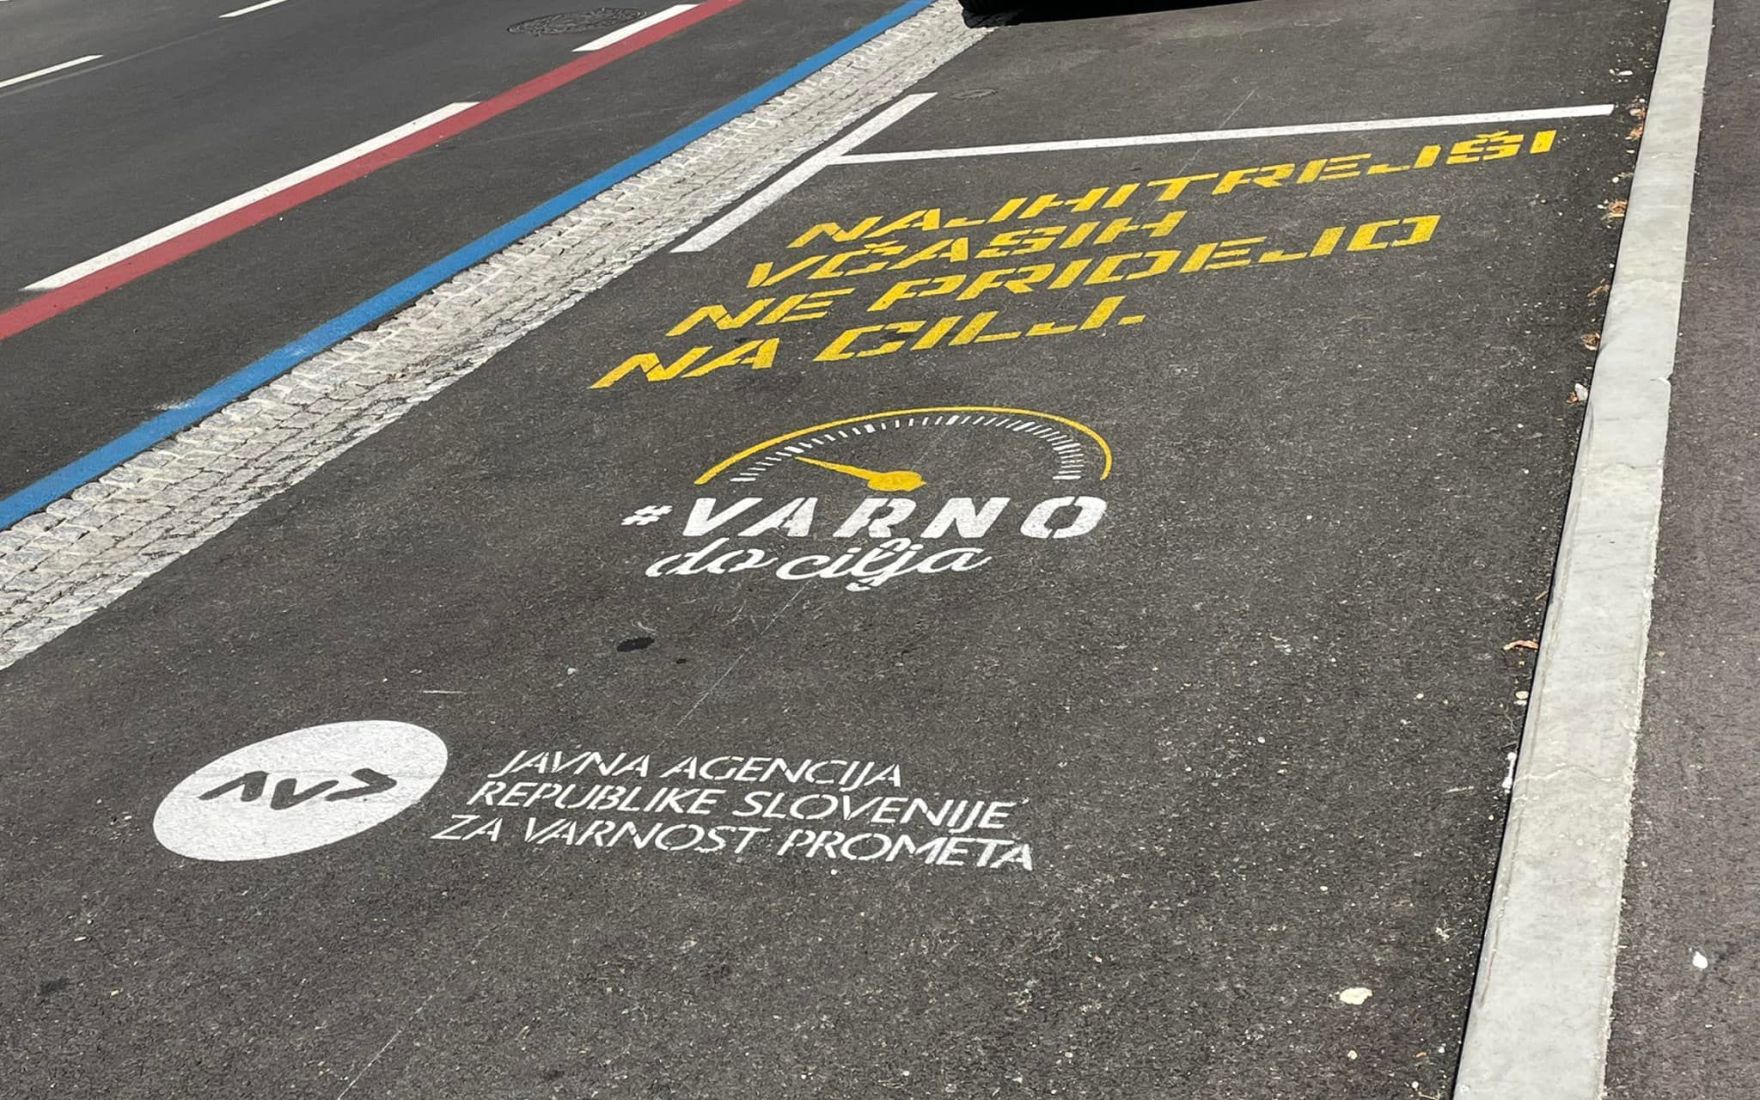 NAJHITREJŠI
VČASIH
NE PRIDEJO
NA CILJ.
#VARNO
do cilja
AVP
JAVNA AGENCIJA
REPUBLIKE SLOVENIJE
ZA VARNOST PROMETA